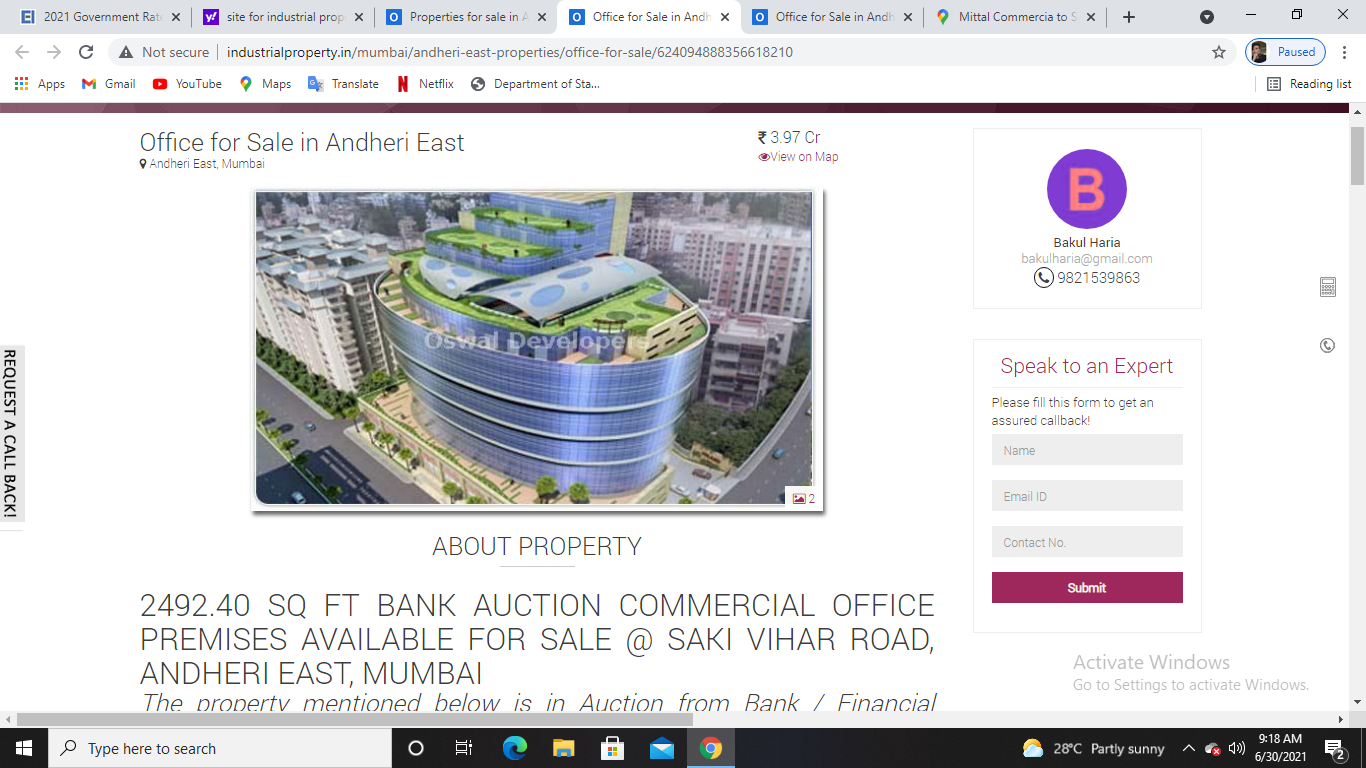 2021 Government Rat
site for industrial prop
Properties for sale in A
Office for Sale in Andh
Office for Sale in Andh
Mittal Commercia to S
Not secure
industrialproperty.in/mumbai/andheri-east-properties/office-for-sale/624094888356618210
Paused
Apps
Gmail
YouTube
Maps
Translate
Netflix
Department of Sta...
Reading list
Office for Sale in Andheri East
Andheri East, Mumbai
₹ 3.97 Cr
View on Map
Oswal Developers
2
ABOUT PROPERTY
2492.40 SQ FT BANK AUCTION COMMERCIAL OFFICE
PREMISES AVAILABLE FOR SALE @ SAKI VIHAR ROAD,
ANDHERI EAST, MUMBAI
The property mentioned below is in Auction from Bank / Financial
REQUEST A CALL BACK!
B
Bakul Haria
bakulharia@gmail.com
9821539863
Speak to an Expert
Please fill this form to get an
assured callback!
Name
Email ID
Contact No.
Submit
Activate Windows
Go to Settings to activate Windows.
Type here to search
28°C Partly sunny
9:18 AM
6/30/2021
2